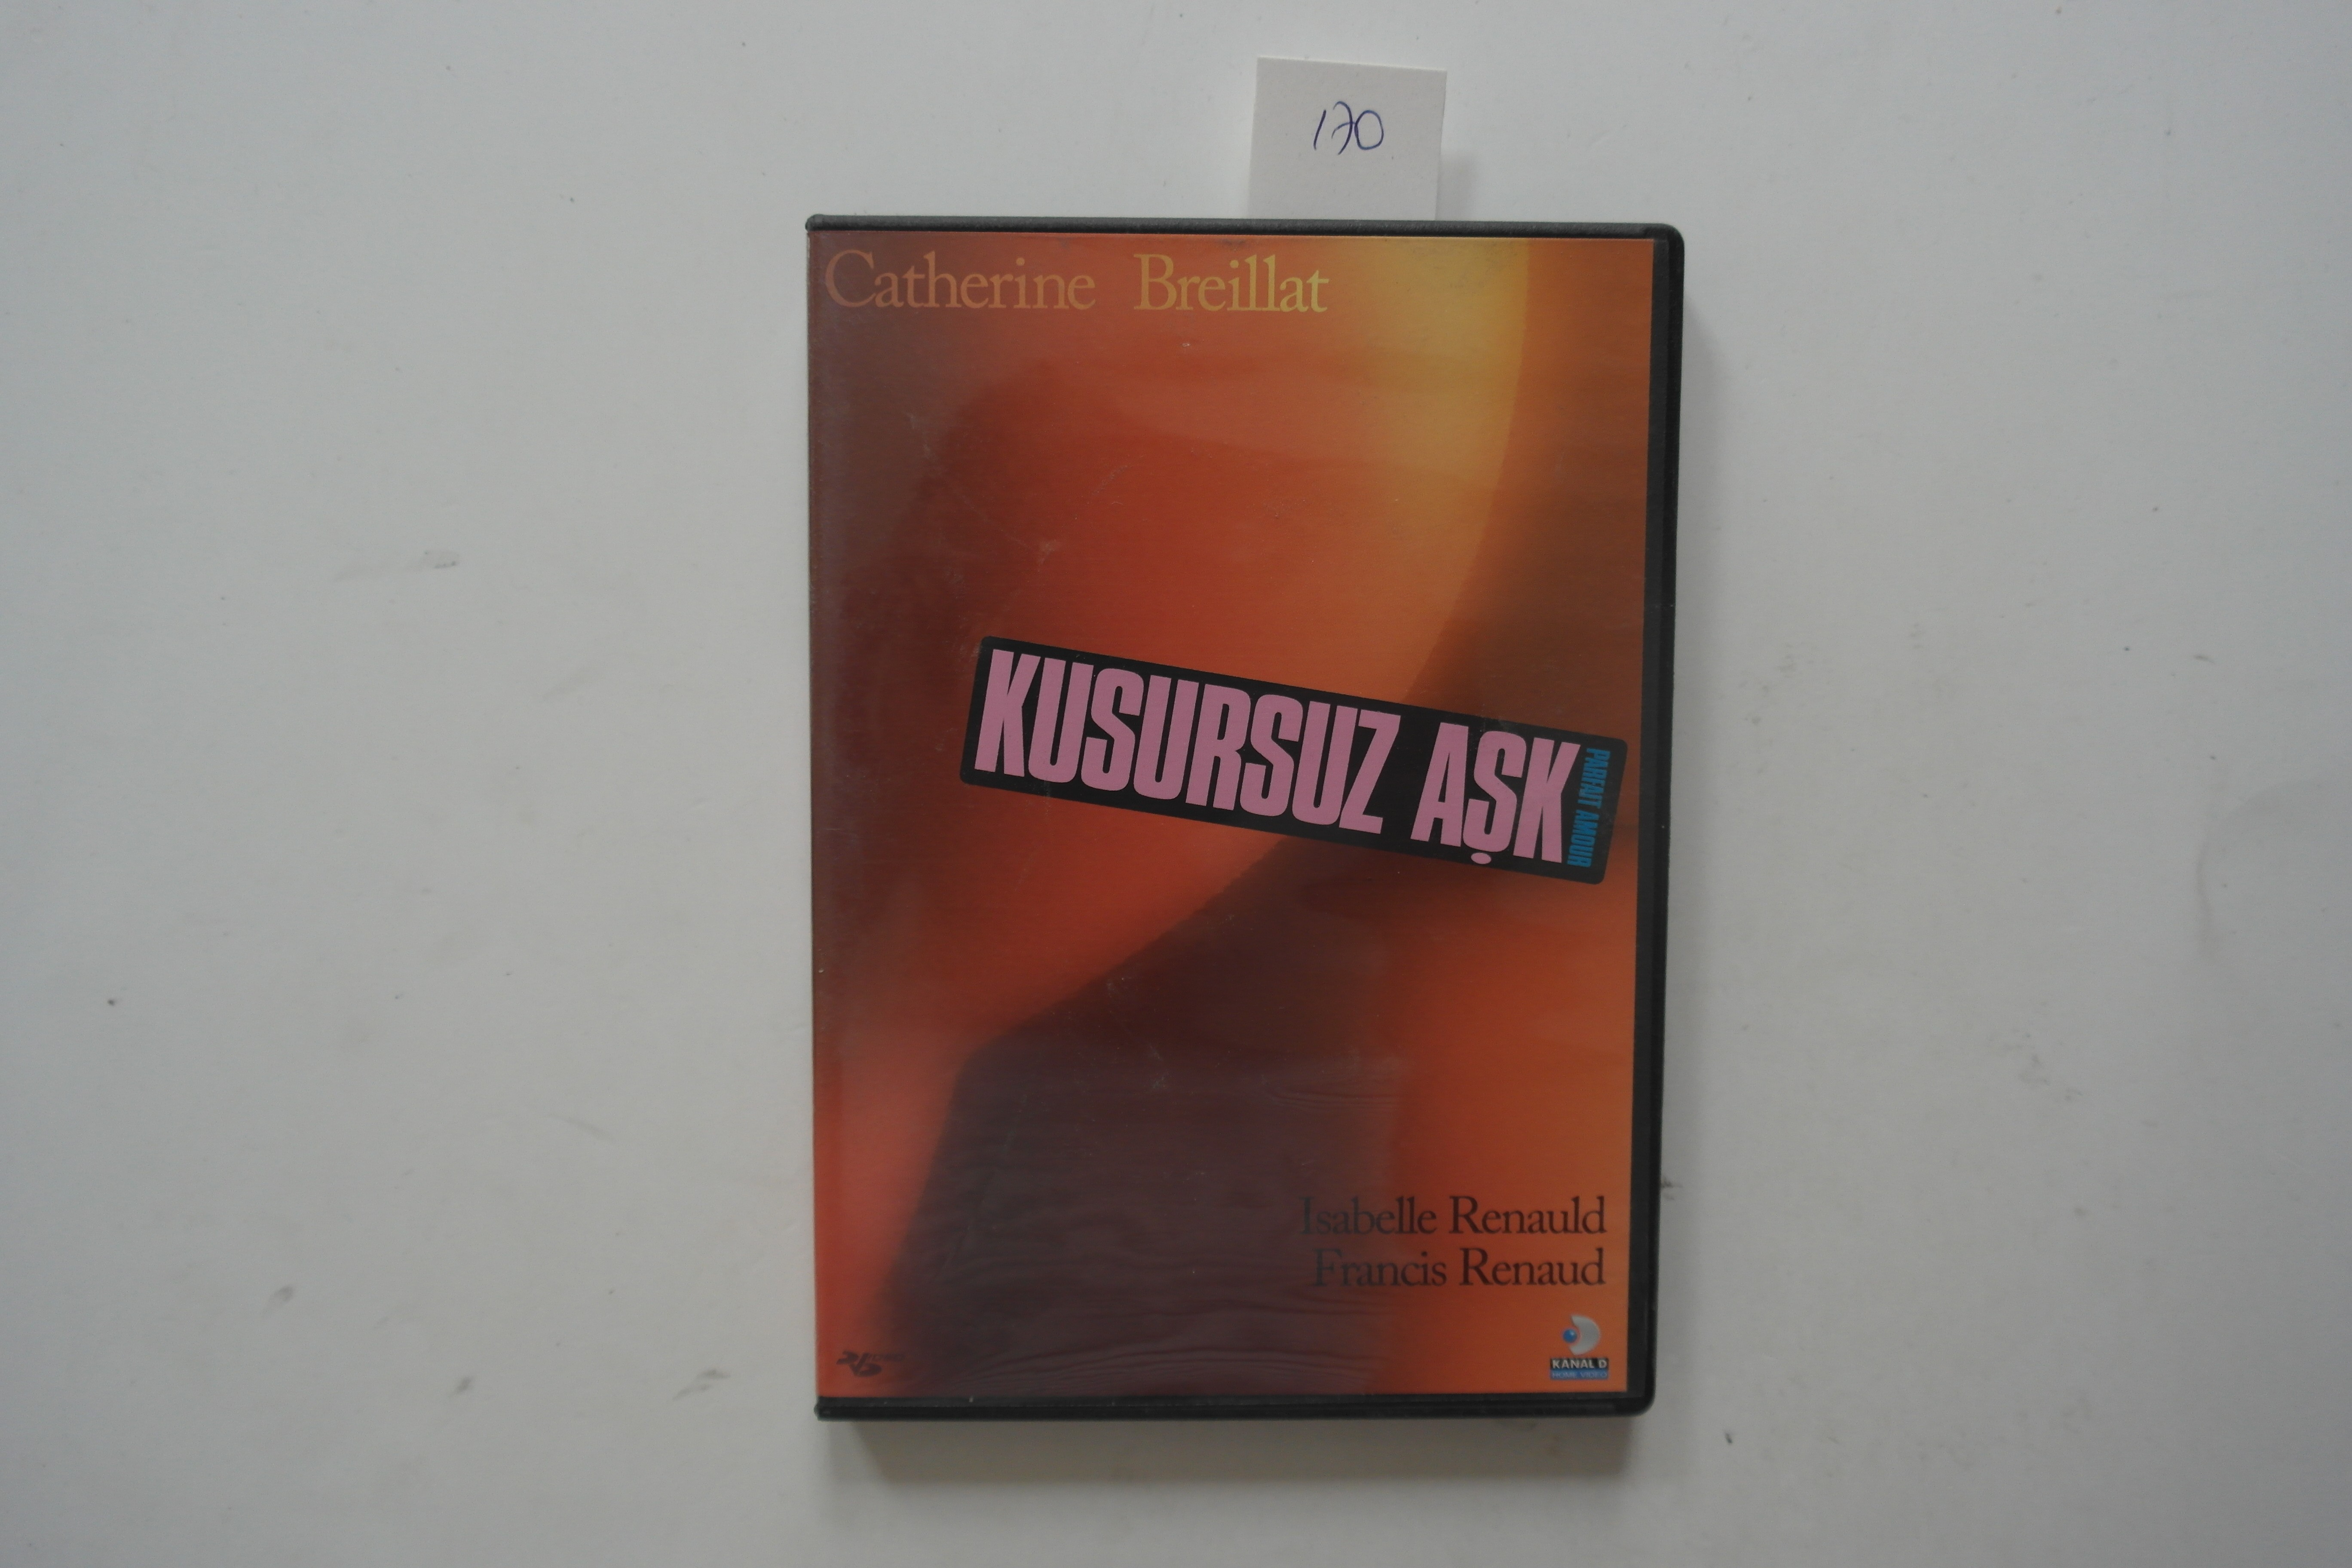 170
Catherine Breillat
KUSURSUZ AŞK
PARFAIT AMOUR
Isabelle Renauld
Francis Renaud
KANAL D
HOME VIDEO